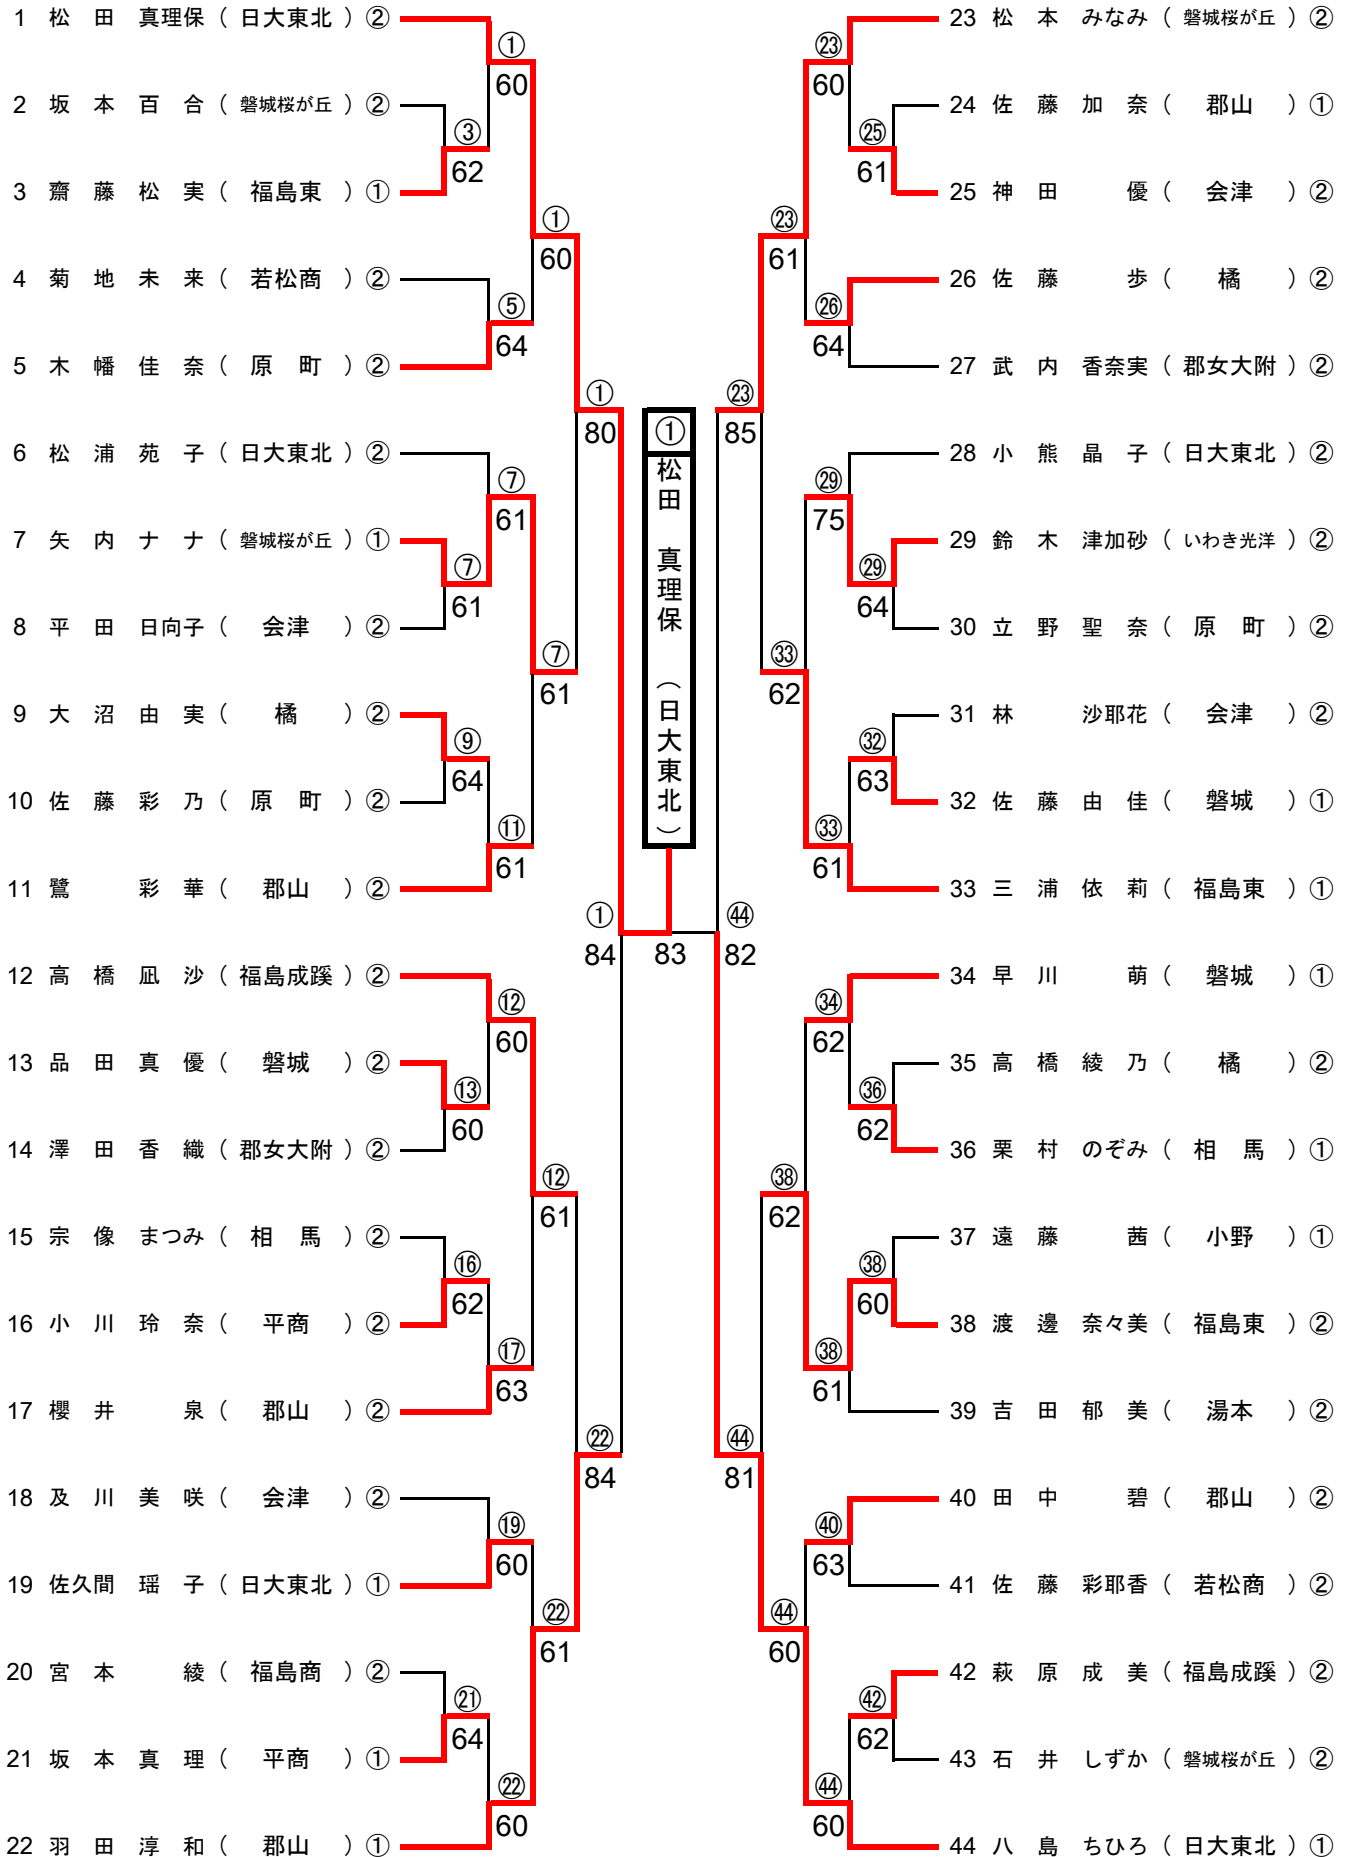 1 松田 真理保 ( 日大東北 ) ②
2 坂本 百合 ( 磐城桜が丘 ) ②
3 齋藤 松実 ( 福島東 ) ①
4 菊地 未来 ( 若松商 ) ②
5 木幡 佳奈 ( 原町 ) ②
6 松浦 苑子 ( 日大東北 ) ②
7 矢内 ナナ ( 磐城桜が丘 ) ①
8 平田 日向子 ( 会津 ) ②
9 大沼 由実 ( 橘 ) ②
10 佐藤 彩乃 ( 原町 ) ②
11 鷺 彩華 ( 郡山 ) ②
12 高橋 凪沙 ( 福島成蹊 ) ②
13 品田 真優 ( 磐城 ) ②
14 澤田 香織 ( 郡女大附 ) ②
15 宗像 まつみ ( 相馬 ) ②
16 小川 玲奈 ( 平商 ) ②
17 櫻井 泉 ( 郡山 ) ②
18 及川 美咲 ( 会津 ) ②
19 佐久間 瑶子 ( 日大東北 ) ①
20 宮本 綾 ( 福島商 ) ②
21 坂本 真理 ( 平商 ) ①
22 羽田 淳和 ( 郡山 ) ①
③
62
⑦
61
⑨
64
⑬
60
⑯
62
㉑
64
①
60
⑤
64
⑦
61
⑪
61
⑫
60
⑰
63
⑲
60
㉒
60
①
60
⑦
61
⑫
61
㉒
61
①
80
㉒
84
①
84
①
松田 真理保 (日大東北)
83
㊹
82
㉓
85
㊹
81
㉓
61
㉝
62
㊳
62
㊹
60
㉓
60
㉖
64
㉙
75
㉝
61
㉞
62
㊳
61
㊵
63
㊹
60
㉕
61
㉙
64
㉜
63
㊱
62
㊳
60
㊷
62
23 松本 みなみ ( 磐城桜が丘 ) ②
24 佐藤 加奈 ( 郡山 ) ①
25 神田 優 ( 会津 ) ②
26 佐藤 歩 ( 橘 ) ②
27 武内 香奈実 ( 郡女大附 ) ②
28 小熊 晶子 ( 日大東北 ) ②
29 鈴木 津加砂 ( いわき光洋 ) ②
30 立野 聖奈 ( 原町 ) ②
31 林 沙耶花 ( 会津 ) ②
32 佐藤 由佳 ( 磐城 ) ①
33 三浦 依莉 ( 福島東 ) ①
34 早川 萌 ( 磐城 ) ①
35 高橋 綾乃 ( 橘 ) ②
36 栗村 のぞみ ( 相馬 ) ①
37 遠藤 茜 ( 小野 ) ①
38 渡邊 奈々美 ( 福島東 ) ②
39 吉田 郁美 ( 湯本 ) ②
40 田中 碧 ( 郡山 ) ②
41 佐藤 彩耶香 ( 若松商 ) ②
42 萩原 成美 ( 福島成蹊 ) ②
43 石井 しずか ( 磐城桜が丘 ) ②
44 八島 ちひろ ( 日大東北 ) ①